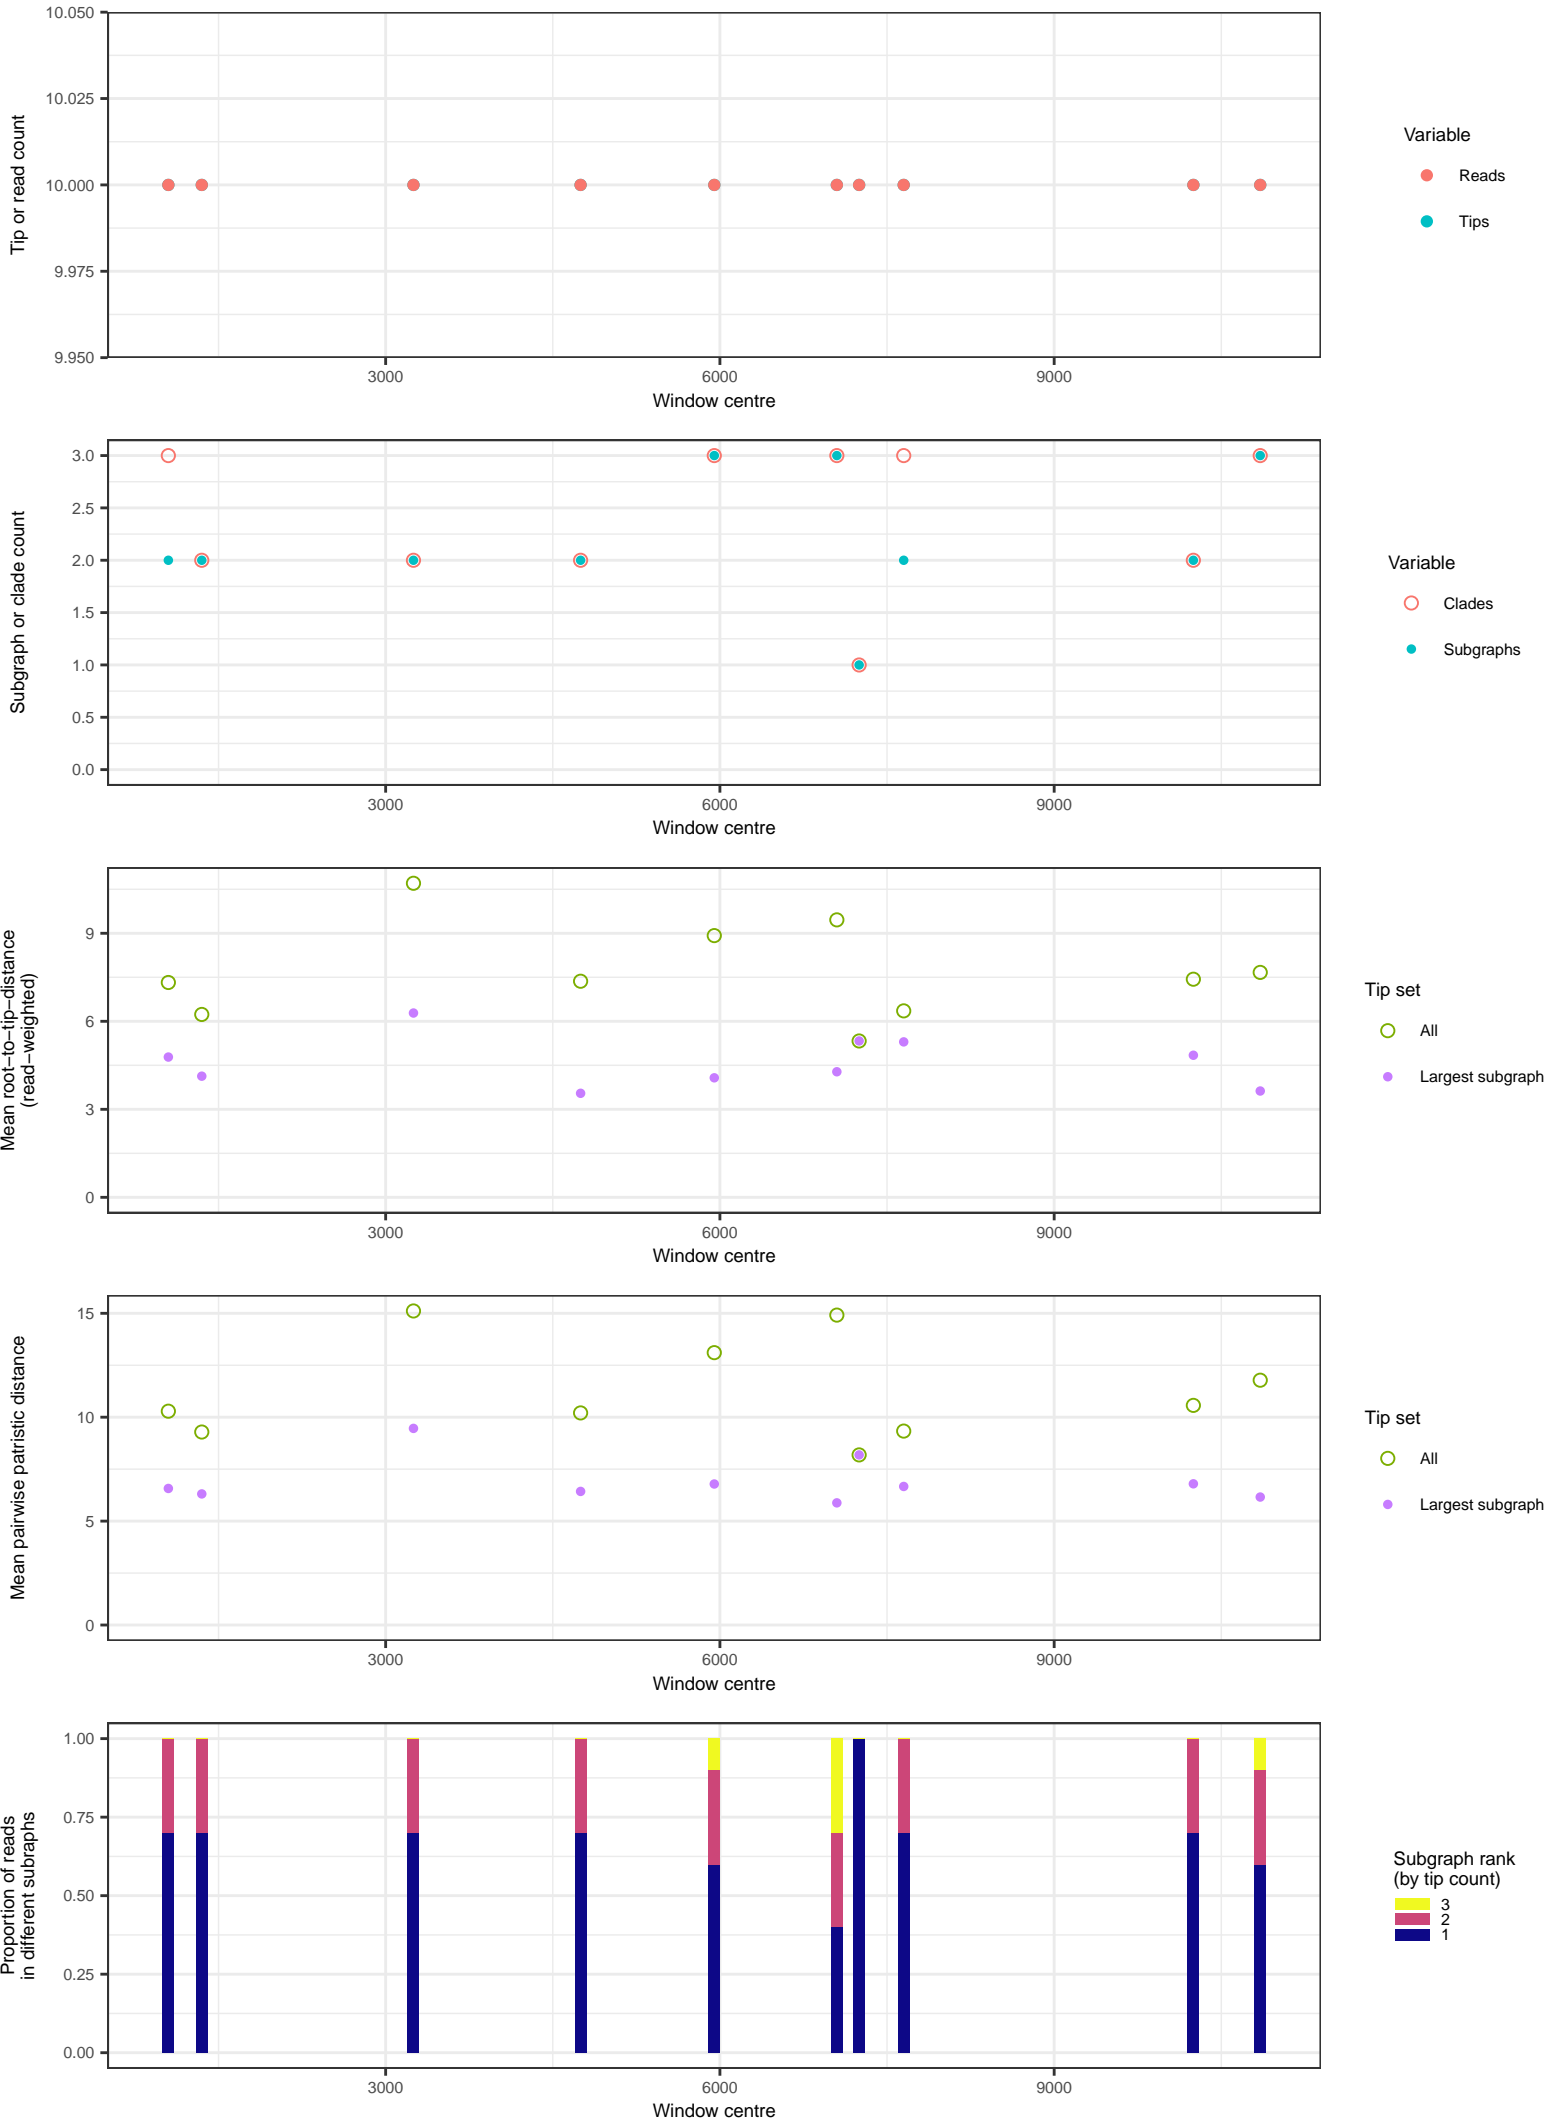 10.050
10.025
10.000
9.975
9.950
Tip or read count
3000
6000
9000
Window centre
Variable
Reads
Tips
3.0
2.5
2.0
1.5
1.0
0.5
0.0
Subgraph or clade count
3000
6000
9000
Window centre
Variable
Clades
Subgraphs
9
6
3
0
Mean root−to−tip−distance
(read−weighted)
3000
6000
9000
Window centre
Tip set
All
Largest subgraph
15
10
5
0
Mean pairwise patristic distance
3000
6000
9000
Window centre
Tip set
All
Largest subgraph
1.00
0.75
0.50
0.25
0.00
Proportion of reads
in different subraphs
3000
6000
9000
Window centre
Subgraph rank
(by tip count)
3
2
1